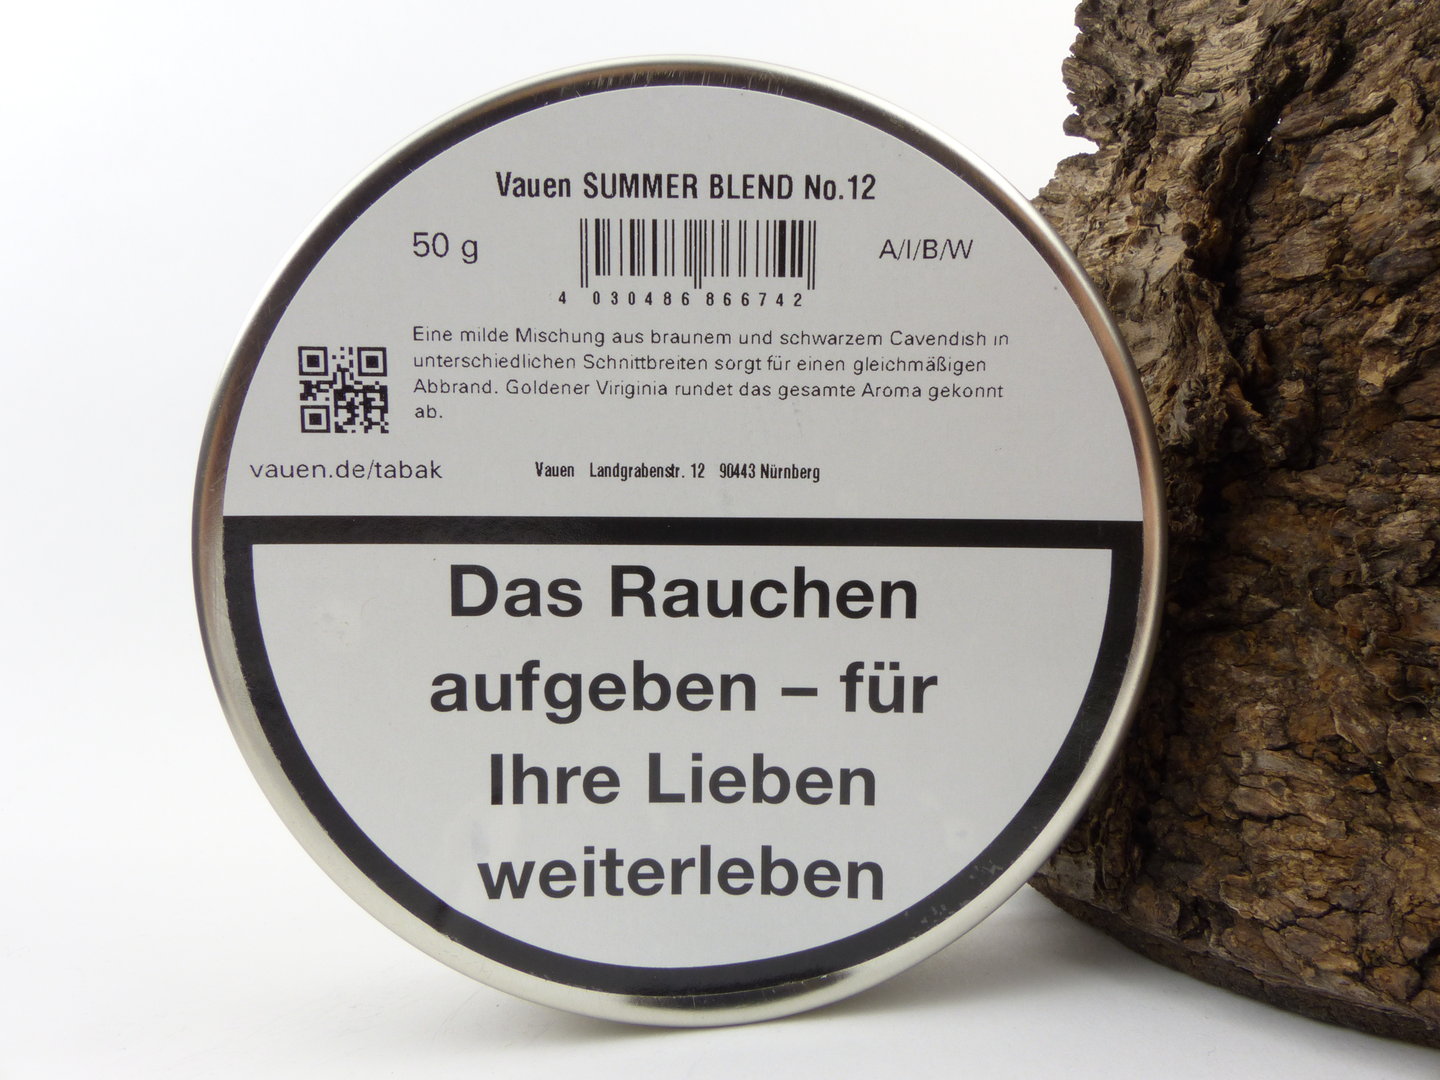 Vauen SUMMER BLEND No.12
50 g
A/I/B/W
4 030486 866742
Eine milde Mischung aus braunem und schwarzem Cavendish in
unterschiedlichen Schnittbreiten sorgt für einen gleichmäßigen
Abbrand. Goldener Viriginia rundet das gesamte Aroma gekonnt
ab.
vauen.de/tabak
Vauen Landgrabenstr. 12 90443 Nürnberg
Das Rauchen
aufgeben – für
Ihre Lieben
weiterleben